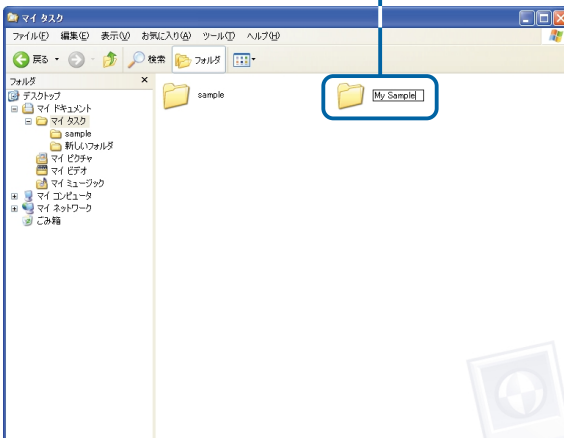 マイ タスク
ファイル(F) 編集(E) 表示(V) お気に入り(A) ツール(T) ヘルプ(H)
戻る 検索 フォルダ
フォルダ ×
デスクトップ
マイ ドキュメント
マイ タスク
sample
新しいフォルダ
マイ ピクチャ
マイ ビデオ
マイ ミュージック
マイ コンピュータ
マイ ネットワーク
ごみ箱
sample
My Sample